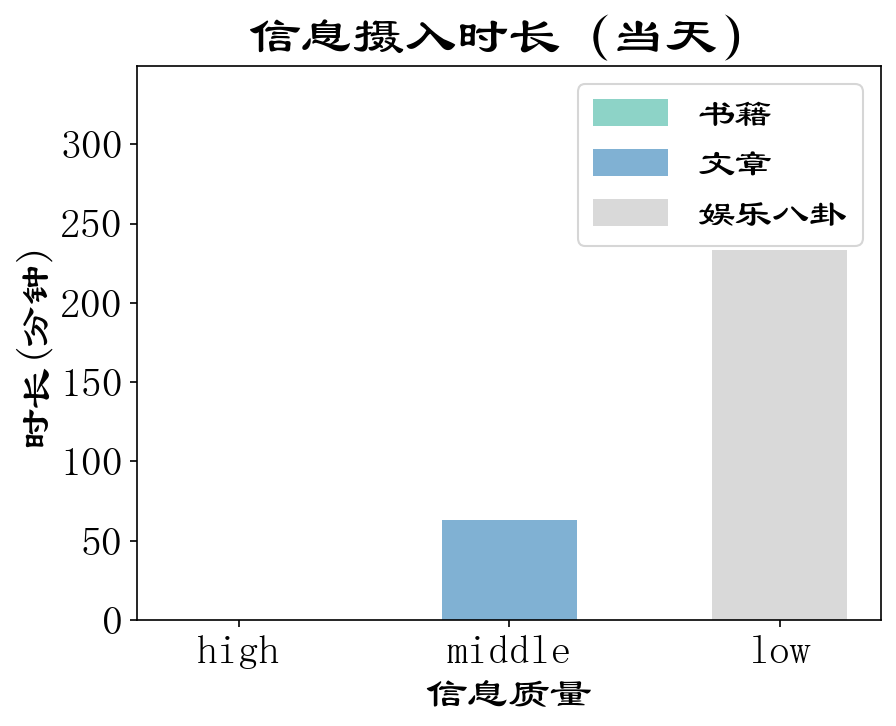 信息摄入时长（当天）
书籍
文章
娱乐八卦
时长(分钟)
300
250
200
150
100
50
0
high middle low
信息质量